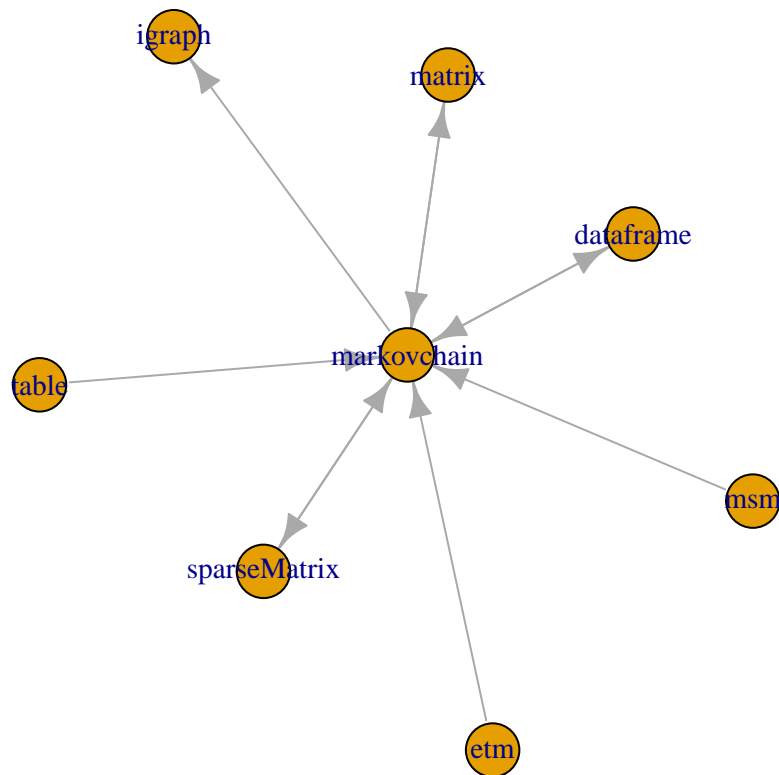 igraph
matrix
dataframe
markovchain
table
msm
sparseMatrix
etm